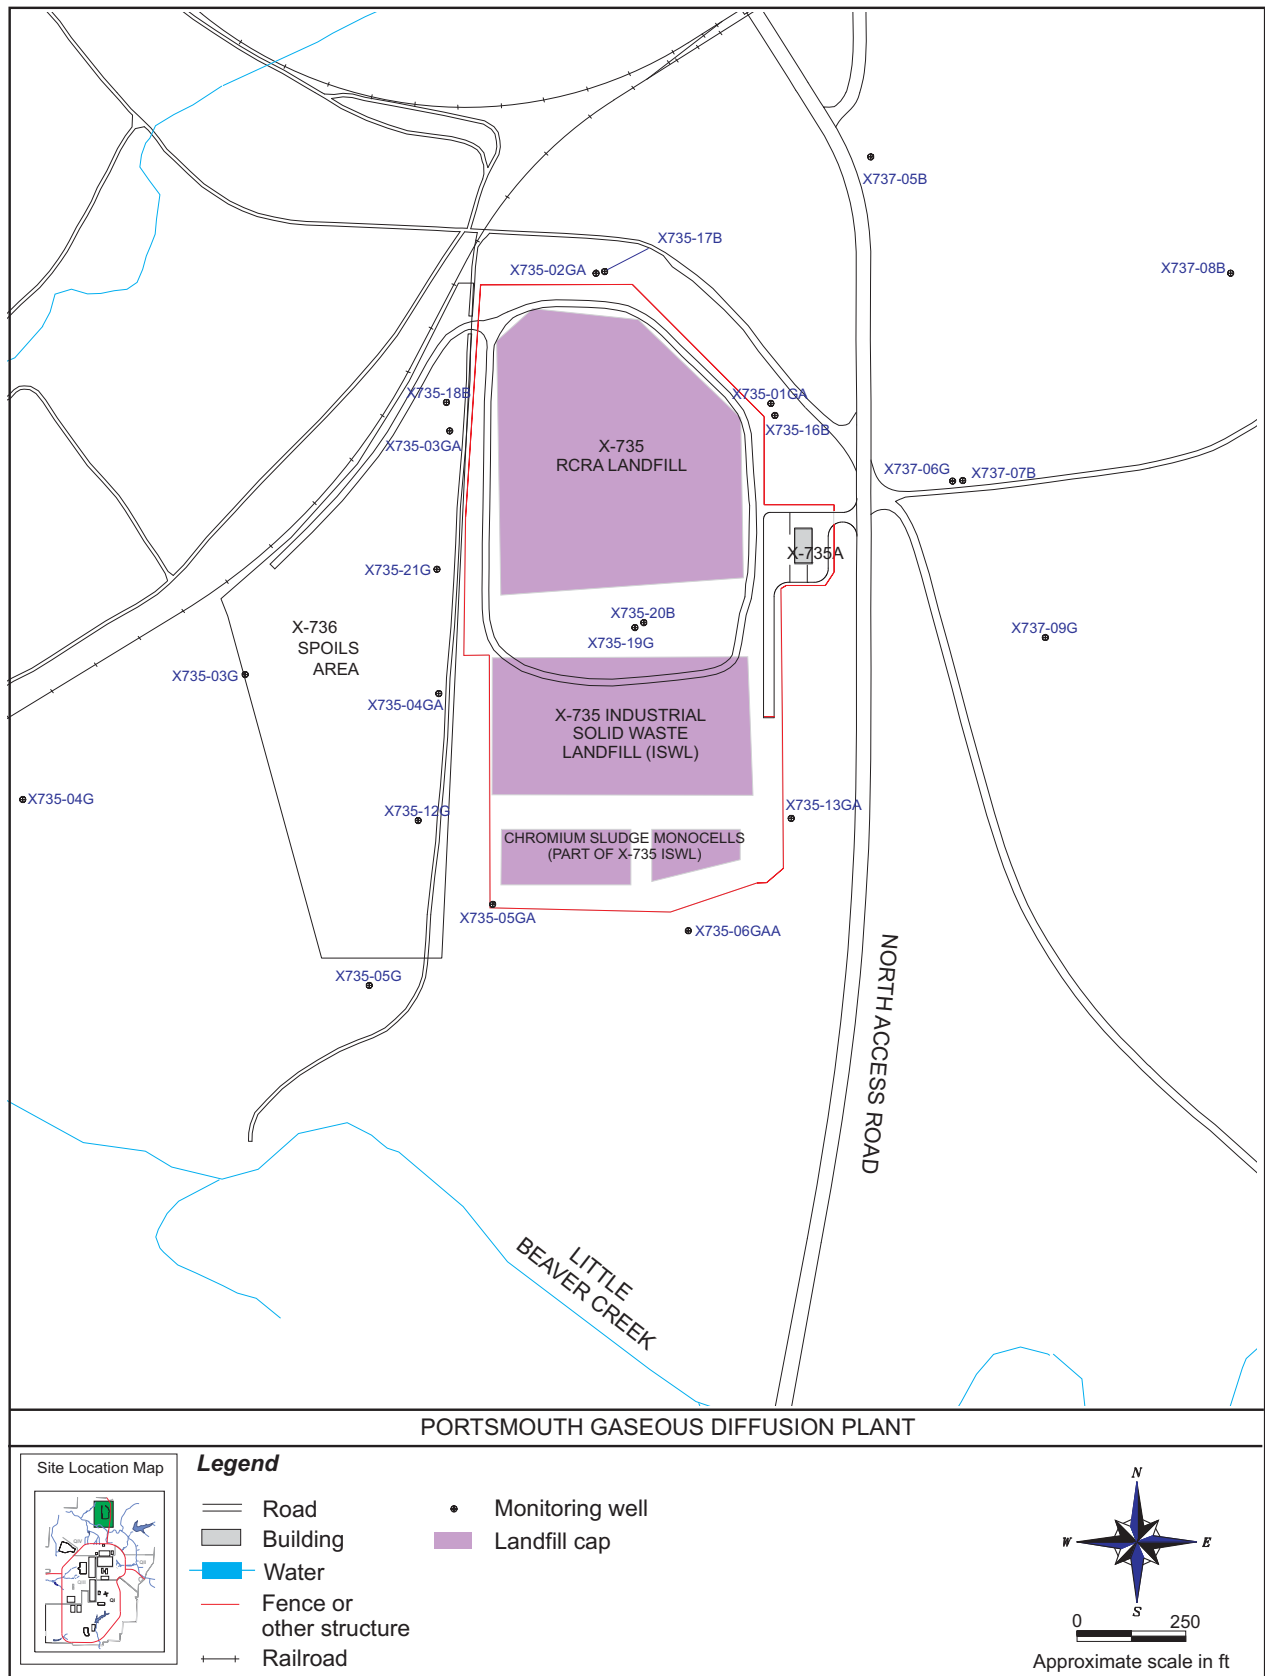 X737-05B
X735-17B
X735-02GA
X737-08B
X735-18B
X735-01GA
X735-03GA
X735-16B
X-735
RCRA LANDFILL
X737-06G
X737-07B
X-735A
X735-21G
X735-20B
X735-19G
X-736
SPOILS
AREA
X737-09G
X735-03G
X735-04GA
X-735 INDUSTRIAL
SOLID WASTE
LANDFILL (ISWL)
X735-04G
X735-12G
X735-13GA
CHROMIUM SLUDGE MONOCELLS
(PART OF X-735 ISWL)
X735-05GA
X735-06GAA
X735-05G
NORTH ACCESS ROAD
LITTLE
BEAVER CREEK
PORTSMOUTH GASEOUS DIFFUSION PLANT
Site Location Map
Legend
Road
Building
Water
Fence or
other structure
Railroad
Monitoring well
Landfill cap
N
W
E
S
0 250
Approximate scale in ft